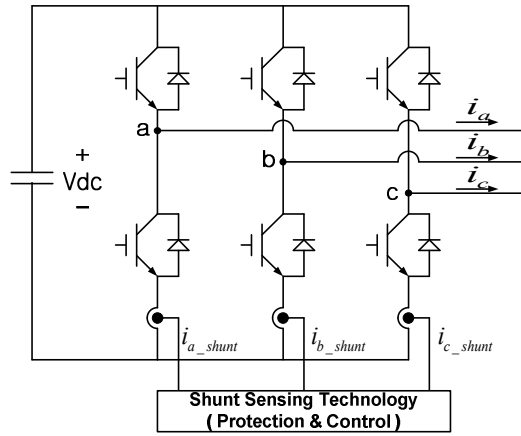 i_a
a
i_b
b
+
Vdc
−
i_c
c
i_a_shunt
i_b_shunt
i_c_shunt
Shunt Sensing Technology
( Protection & Control )